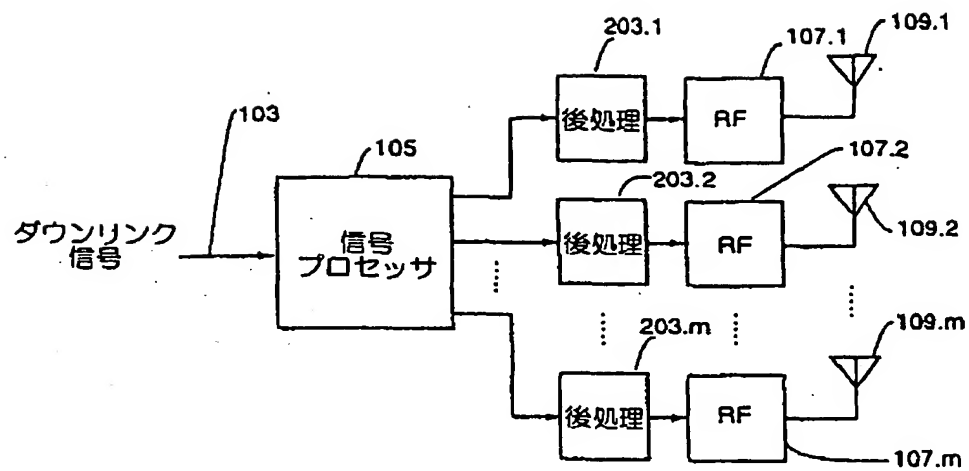 203.1
107.1
109.1
103
105
後処理
RF
107.2
203.2
ダウンリンク
信号
信号
プロセッサ
後処理
RF
109.2
203.m
109.m
後処理
RF
107.m